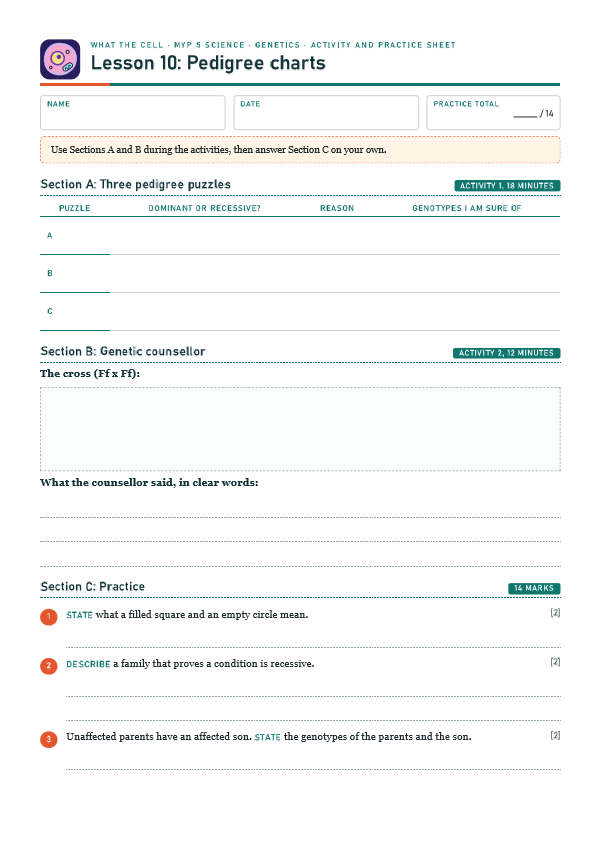 WHAT THE CELL · MYP 5 SCIENCE · GENETICS · ACTIVITY AND PRACTICE SHEET
Lesson 10: Pedigree charts
NAME
DATE
PRACTICE TOTAL
_____ / 14
Use Sections A and B during the activities, then answer Section C on your own.
Section A: Three pedigree puzzles
ACTIVITY 1, 18 MINUTES
PUZZLE DOMINANT OR RECESSIVE? REASON GENOTYPES I AM SURE OF
A
B
C
Section B: Genetic counsellor
ACTIVITY 2, 12 MINUTES
The cross (Ff x Ff):
What the counsellor said, in clear words:
Section C: Practice
14 MARKS
1 STATE what a filled square and an empty circle mean. [2]
2 DESCRIBE a family that proves a condition is recessive. [2]
3 Unaffected parents have an affected son. STATE the genotypes of the parents and the son. [2]